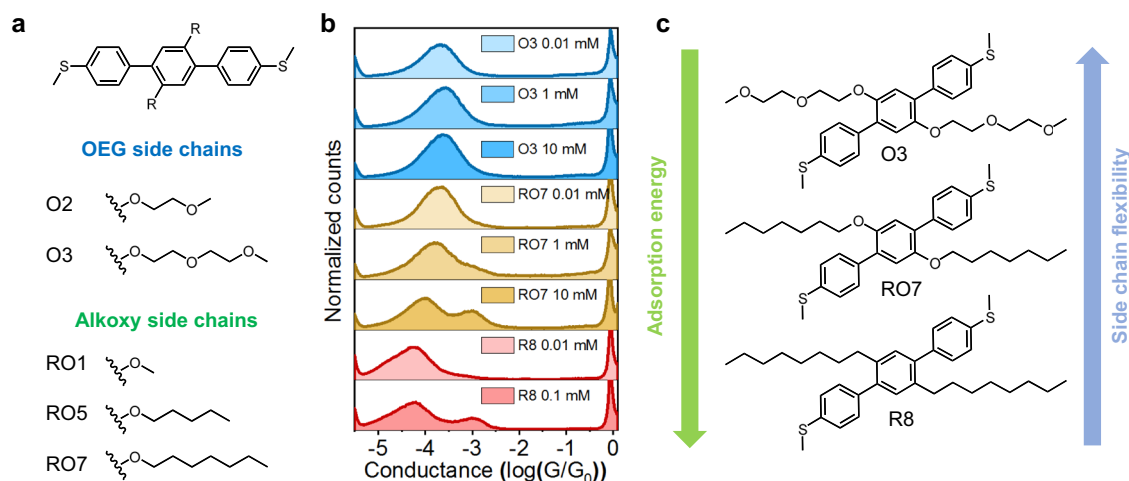 a
R
S
S
R
OEG side chains
O2
O
O
O3
O
O
O
Alkoxy side chains
RO1
O
RO5
O
RO7
O
b
Normalized counts
O3 0.01 mM
O3 1 mM
O3 10 mM
RO7 0.01 mM
RO7 1 mM
RO7 10 mM
R8 0.01 mM
R8 0.1 mM
-5 -4 -3 -2 -1 0
Conductance (log(G/G0))
c
Adsorption energy
S
O
O
O
O
O
O
S
O3
S
O
O
S
RO7
S
S
R8
Side chain flexibility